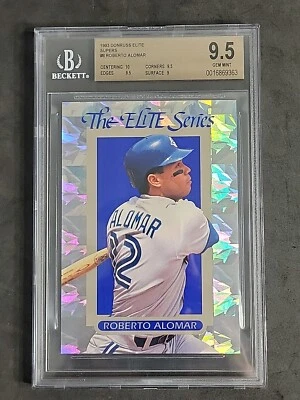 B
BECKETT
1993 DONRUSS ELITE
SUPERS
#8 ROBERTO ALOMAR
CENTERING 10 CORNERS 9.5
EDGES 9.5 SURFACE 9
9.5
GEM MINT
0016869363
The ELITE Series
ALOMAR
12
ROBERTO ALOMAR